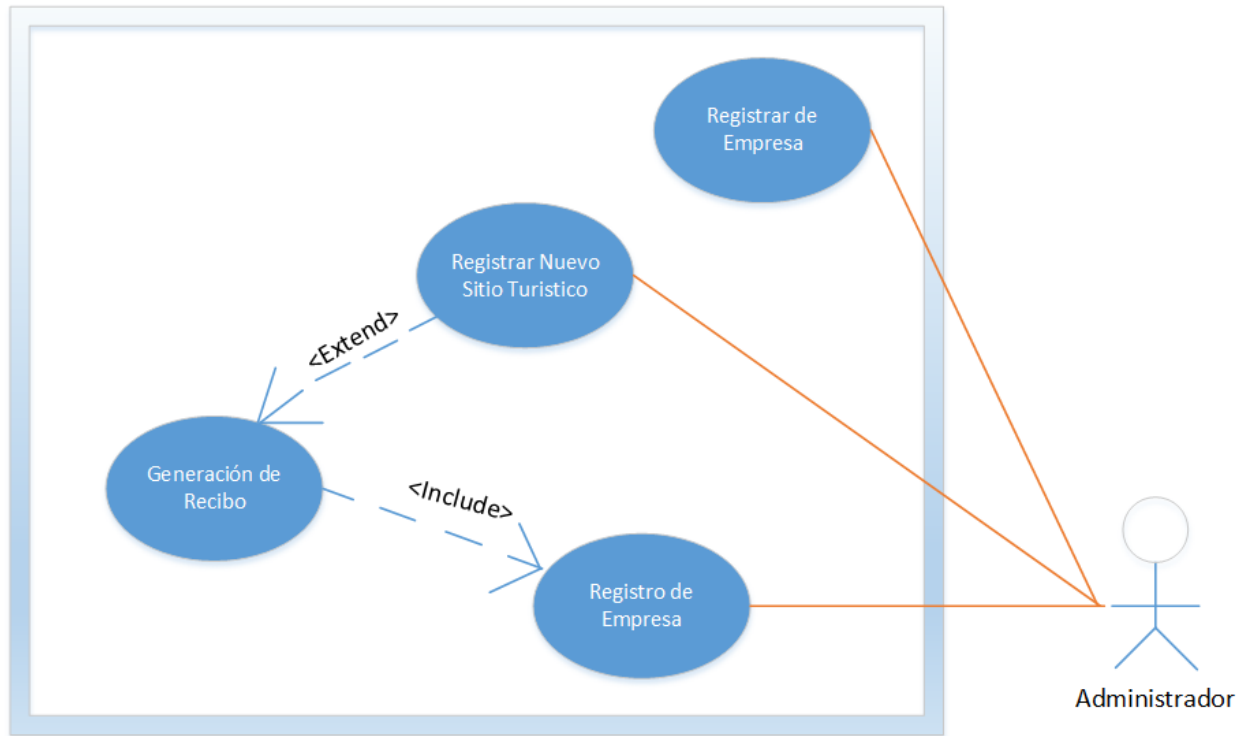 Registrar de
Empresa
Registrar Nuevo
Sitio Turistico
<Extend>
Generación de
Recibo
<Include>
Registro de
Empresa
Administrador